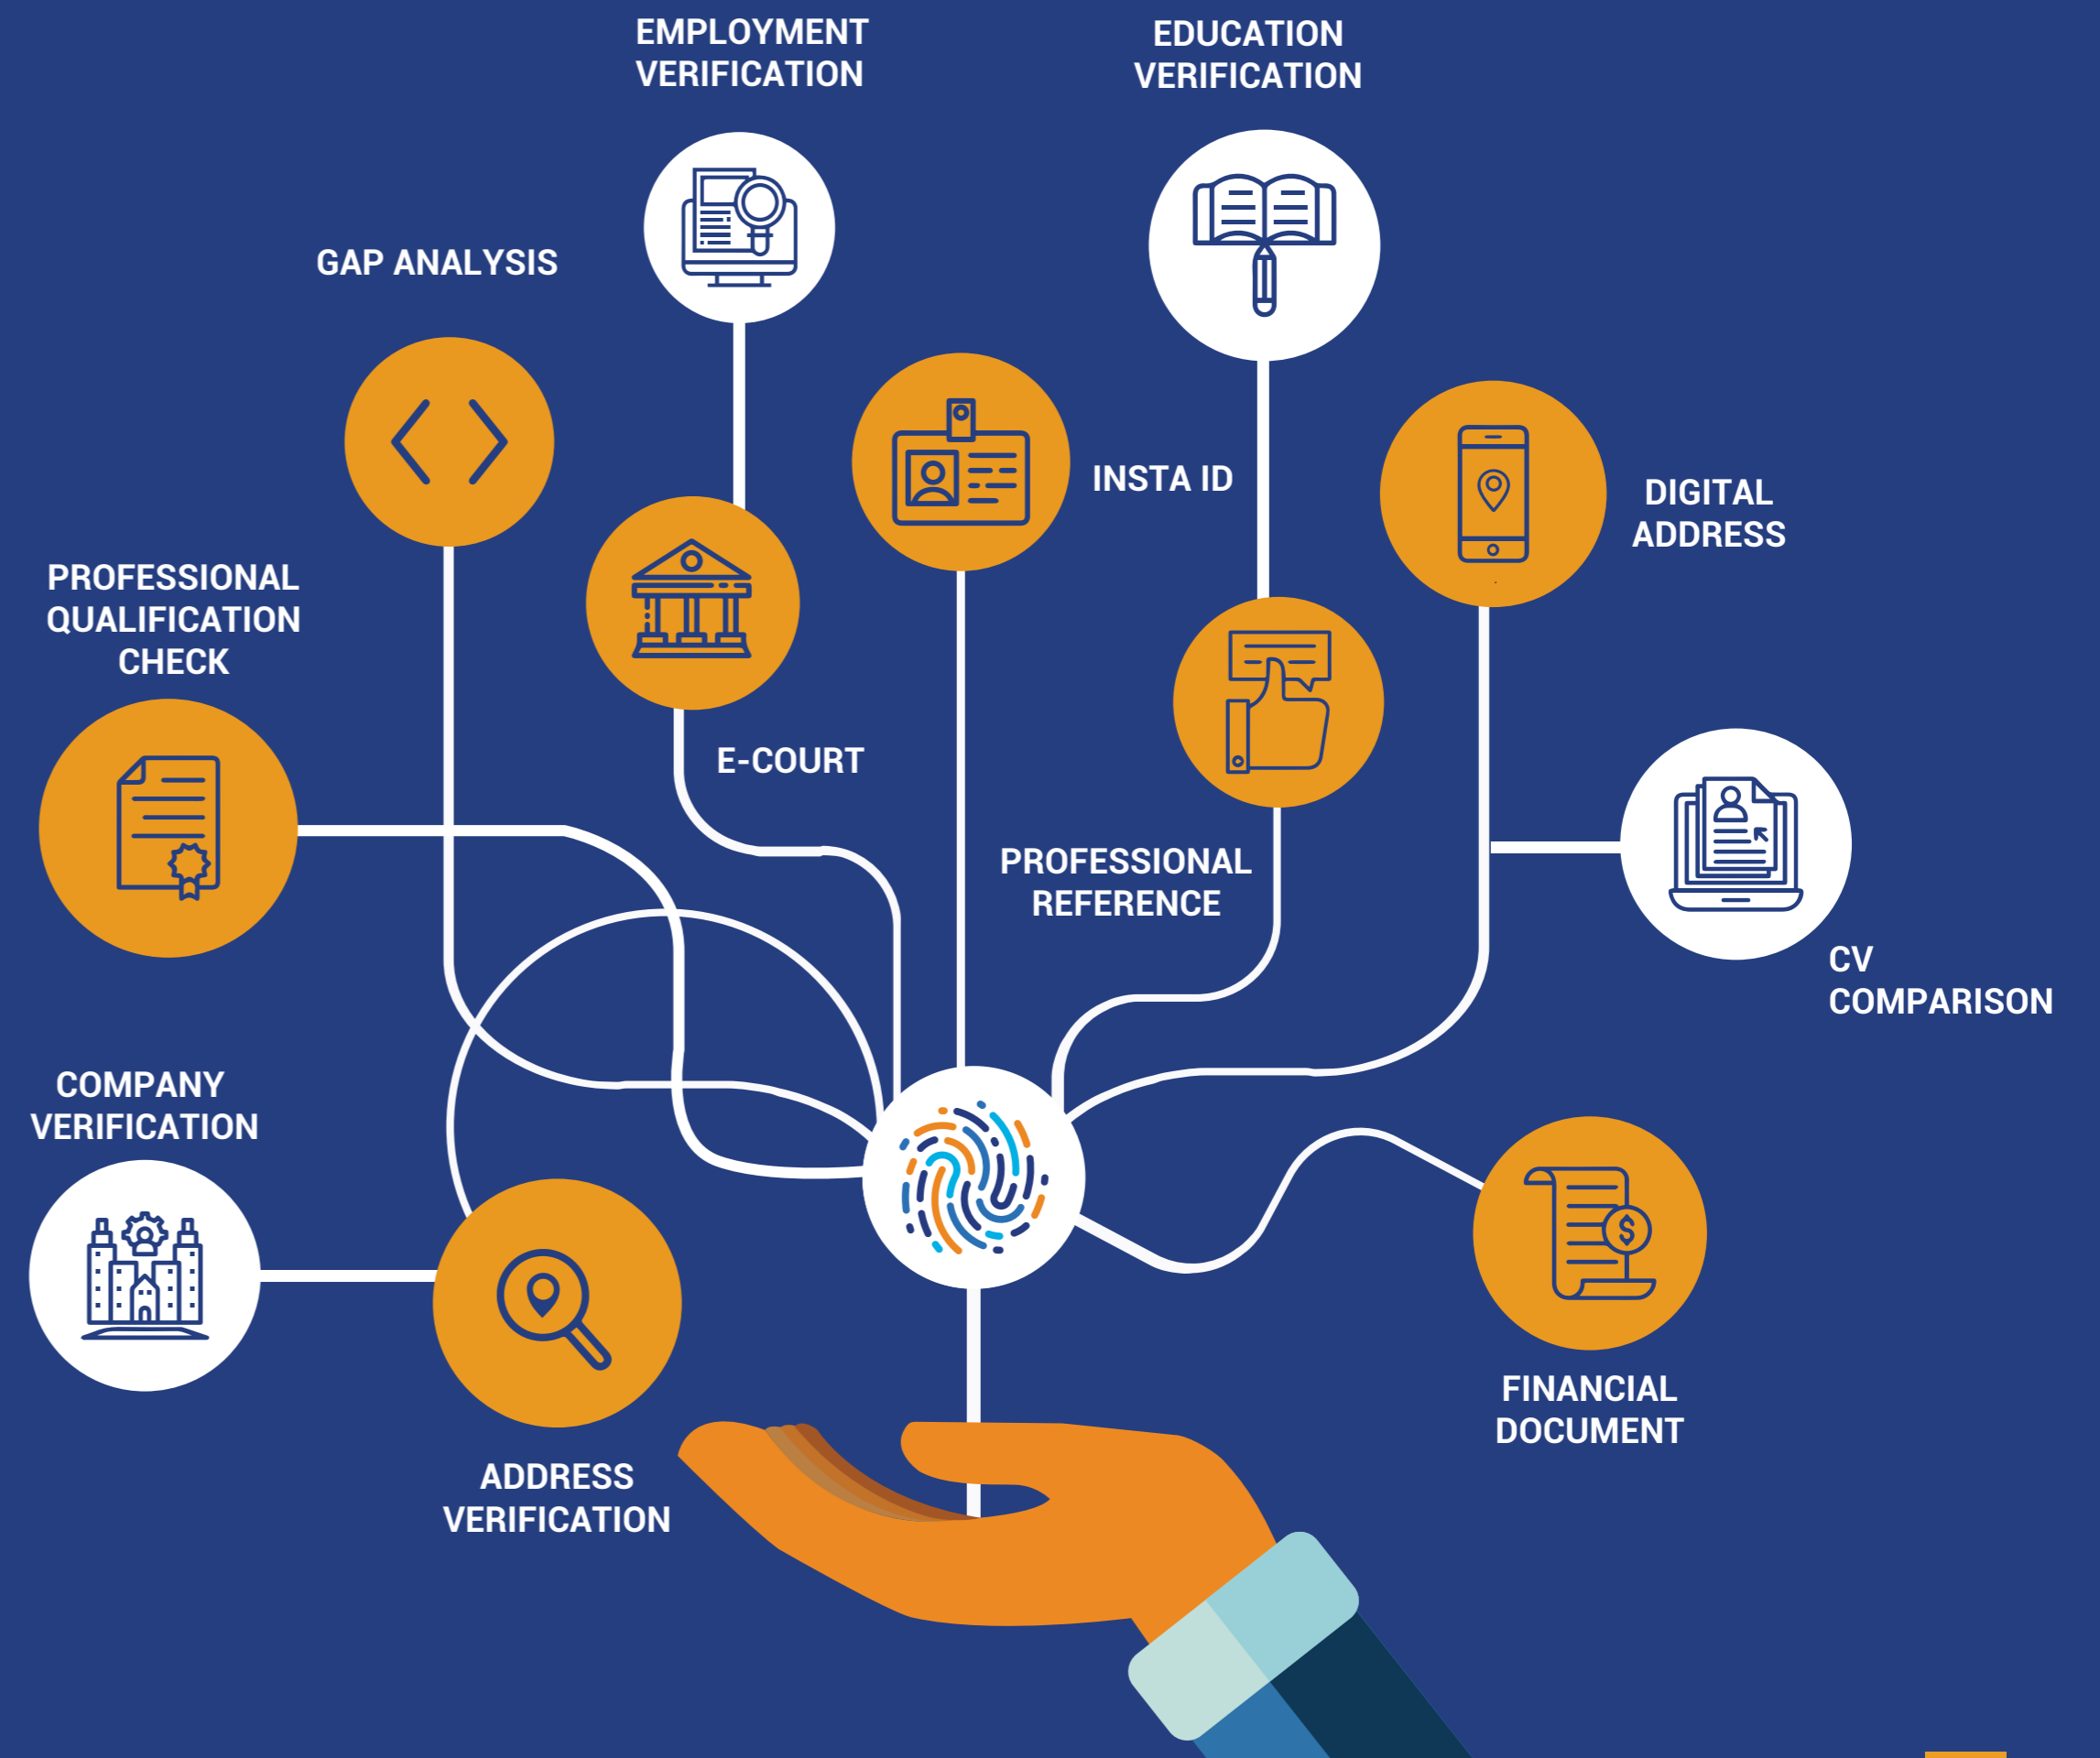 EMPLOYMENT
VERIFICATION
EDUCATION
VERIFICATION
GAP ANALYSIS
INSTA ID
DIGITAL
ADDRESS
PROFESSIONAL
QUALIFICATION
CHECK
E-COURT
PROFESSIONAL
REFERENCE
CV
COMPARISON
COMPANY
VERIFICATION
FINANCIAL
DOCUMENT
ADDRESS
VERIFICATION